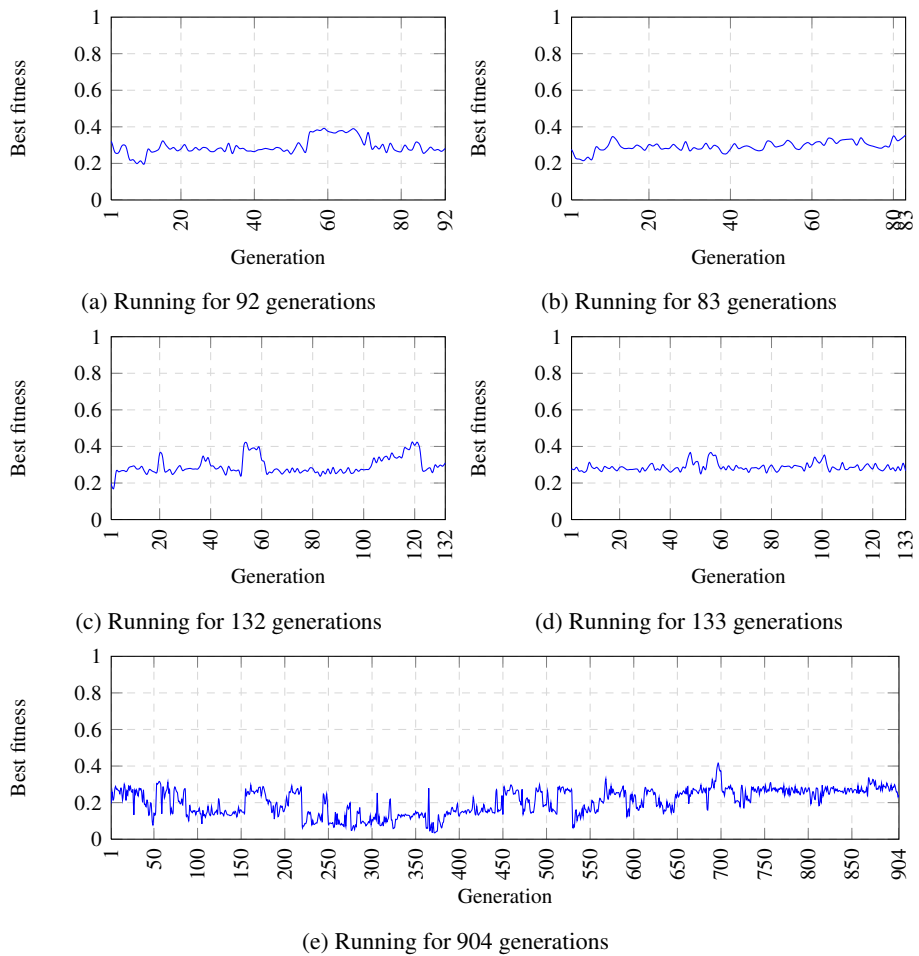 1
0.8
0.6
0.4
0.2
0
Best fitness
1 20 40 60 80 92
Generation
(a) Running for 92 generations
1
0.8
0.6
0.4
0.2
0
Best fitness
1 20 40 60 80 83
Generation
(b) Running for 83 generations
1
0.8
0.6
0.4
0.2
0
Best fitness
1 20 40 60 80 100 120 132
Generation
(c) Running for 132 generations
1
0.8
0.6
0.4
0.2
0
Best fitness
1 20 40 60 80 100 120 133
Generation
(d) Running for 133 generations
1
0.8
0.6
0.4
0.2
0
Best fitness
1 50 100 150 200 250 300 350 400 450 500 550 600 650 700 750 800 850 904
Generation
(e) Running for 904 generations